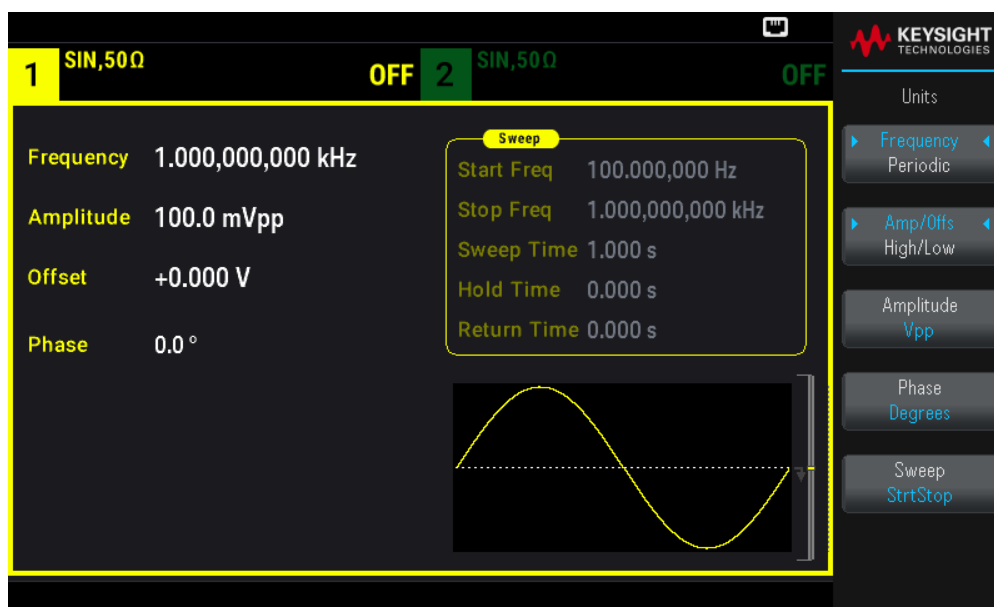 KEYSIGHT
TECHNOLOGIES
1 SIN,50Ω OFF 2 SIN,50Ω OFF
Units
Frequency 1.000,000,000 kHz
Amplitude 100.0 mVpp
Offset +0.000 V
Phase 0.0 °
Sweep
Start Freq 100.000,000 Hz
Stop Freq 1.000,000,000 kHz
Sweep Time 1.000 s
Hold Time 0.000 s
Return Time 0.000 s
Frequency
Periodic
Amp/Offs
High/Low
Amplitude
Vpp
Phase
Degrees
Sweep
StrtStop